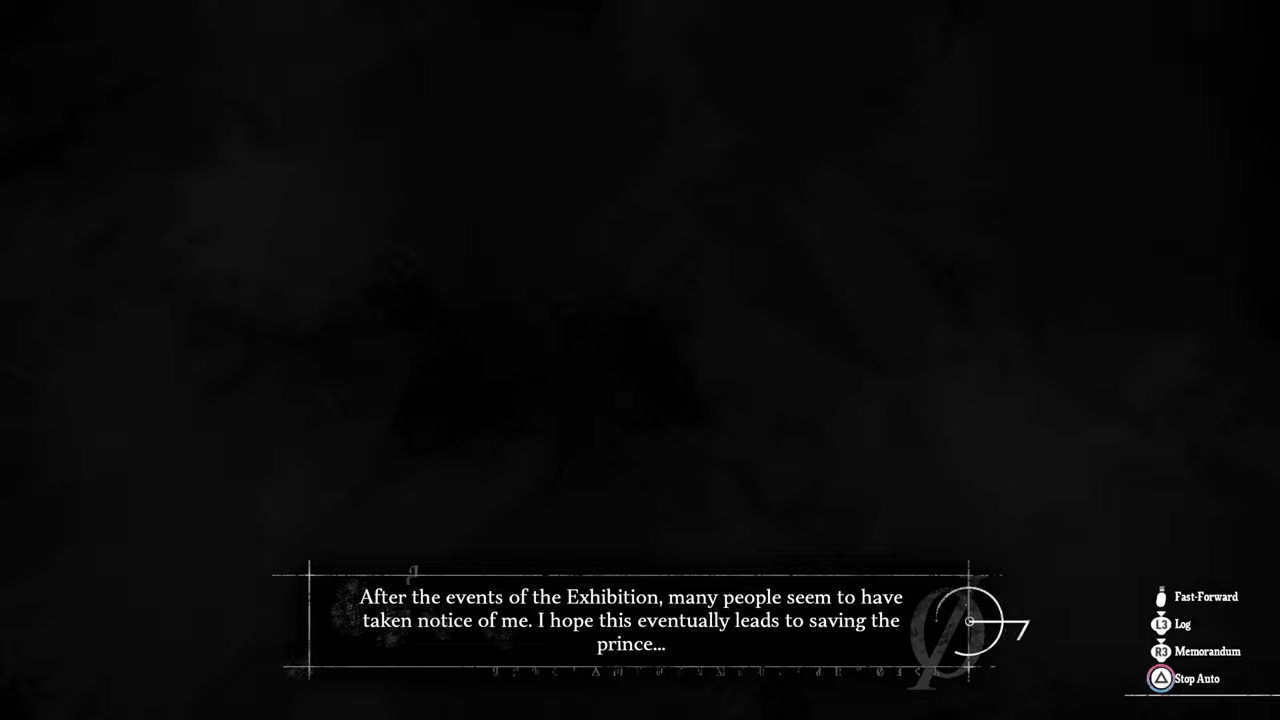 After the events of the Exhibition, many people seem to have
taken notice of me. I hope this eventually leads to saving the
prince...
Fast-Forward
L3 Log
R3 Memorandum
Stop Auto